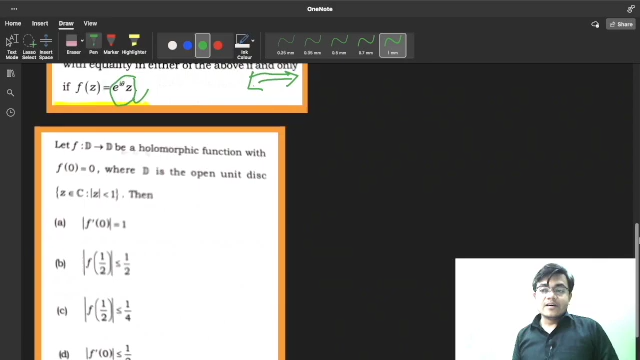 OneNote
Home Insert Draw View
Text Mode Lasso Select Insert Space Eraser Pen Marker Highlighter Ink Colour 0.25 mm 0.35 mm 0.5 mm 0.7 mm 1 mm
with equality in either of the above if and only
if f(z) = e^{iθ} z
Let f : 𝔻 → 𝔻 be a holomorphic function with
f(0) = 0, where 𝔻 is the open unit disc
{z ∈ C : |z| < 1}. Then
(a) |f'(0)| = 1
(b) |f(1/2)| ≤ 1/2
(c) |f(1/2)| ≤ 1/4
(d) |f'(0)| ≤ 1/